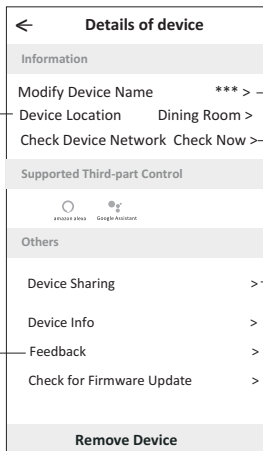 ← Details of device
Information
Modify Device Name *** >
Device Location Dining Room >
Check Device Network Check Now >
Supported Third-part Control
amazon alexa Google Assistant
Others
Device Sharing >
Device Info >
Feedback >
Check for Firmware Update >
Remove Device